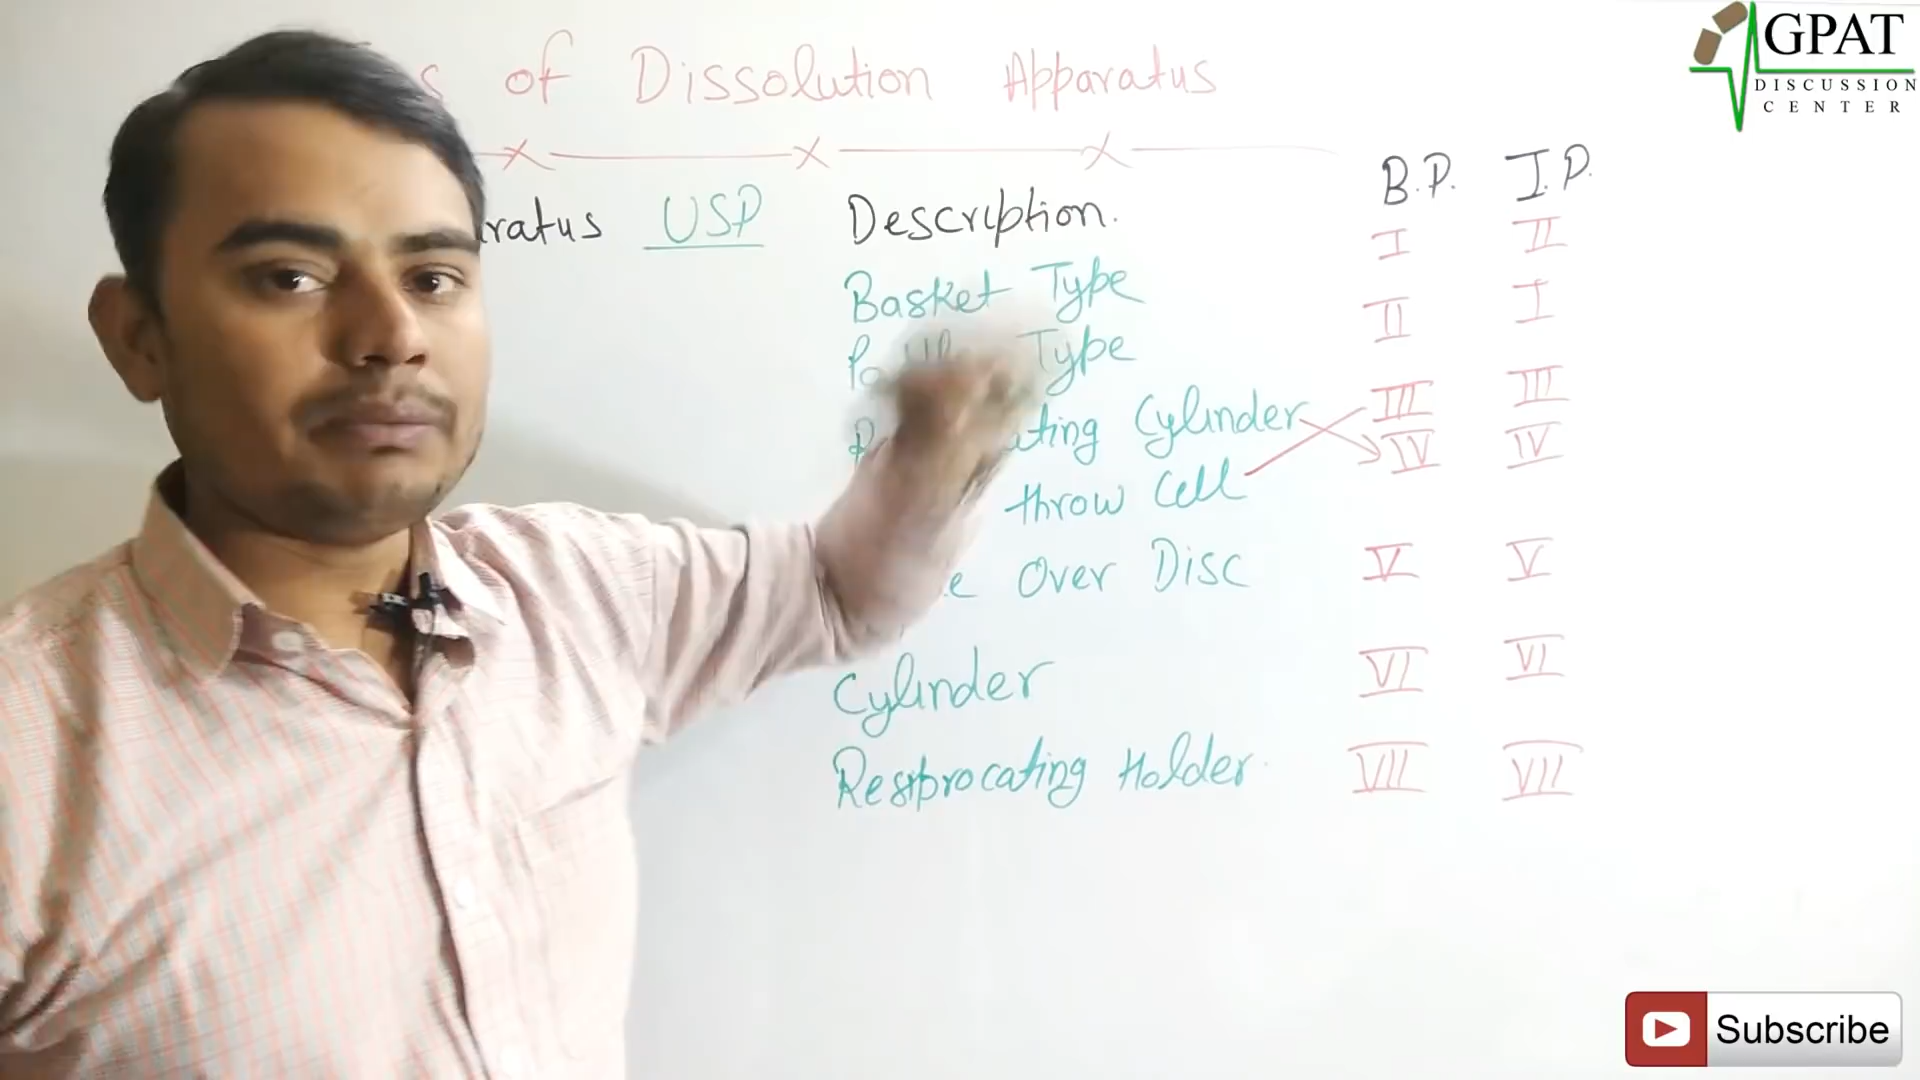 of Dissolution Apparatus
USP Description. B.P. I.P.
Basket Type I II
Type II I
Cylinder III III
throw Cell IV IV
Over Disc V V
Cylinder VI VI
Resiprocating Holder. VII VII
GPAT
DISCUSSION
CENTER
Subscribe